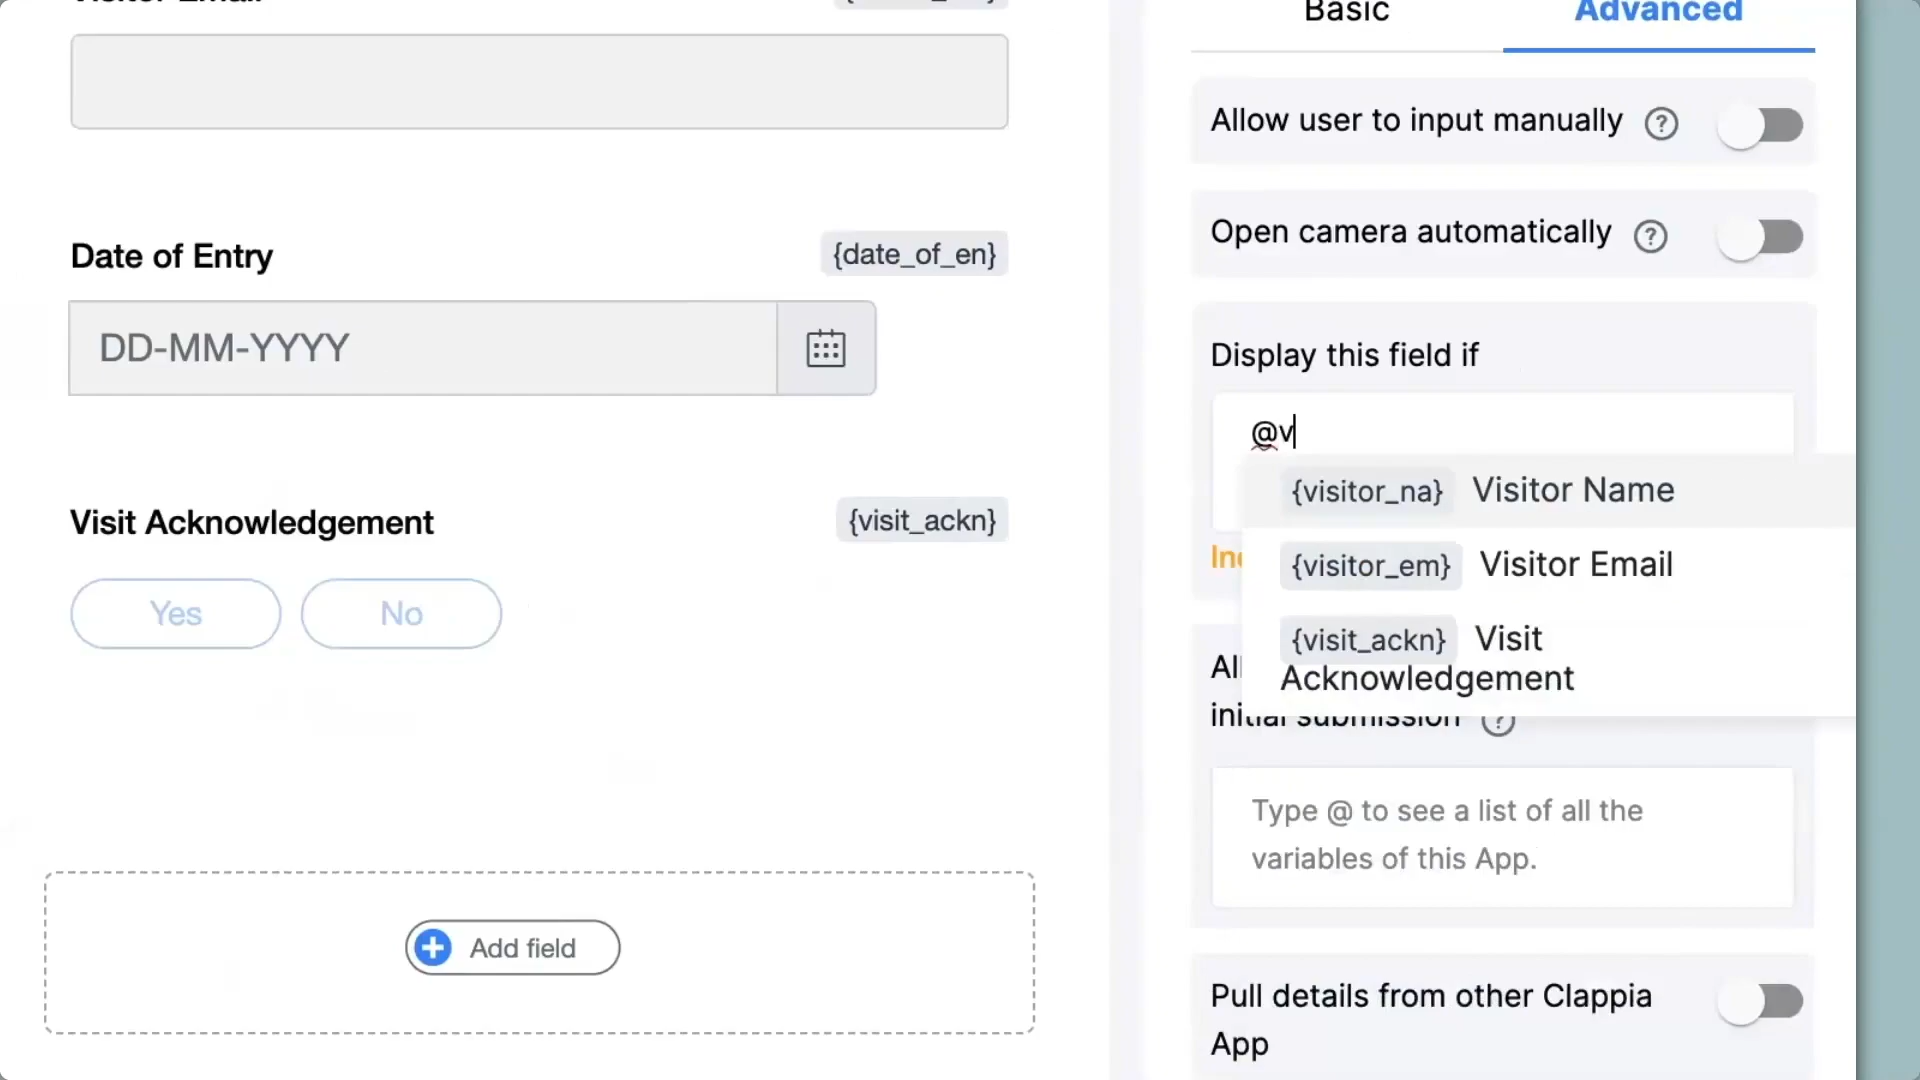 Basic
Advanced
Allow user to input manually
Open camera automatically
Date of Entry
{date_of_en}
DD-MM-YYYY
Display this field if
@v
{visitor_na} Visitor Name
{visitor_em} Visitor Email
{visit_ackn} Visit
Acknowledgement
Visit Acknowledgement
{visit_ackn}
Yes
No
initial submission
Type @ to see a list of all the
variables of this App.
Add field
Pull details from other Clappia
App